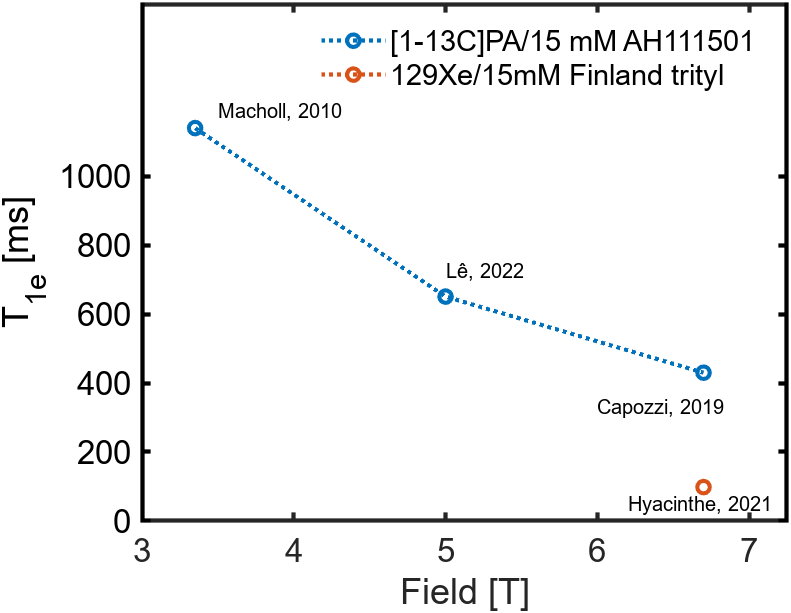 [1-13C]PA/15 mM AH111501
129Xe/15mM Finland trityl
Macholl, 2010
1000
800
600
400
200
0
T1e [ms]
Lê, 2022
Capozzi, 2019
Hyacinthe, 2021
3 4 5 6 7
Field [T]